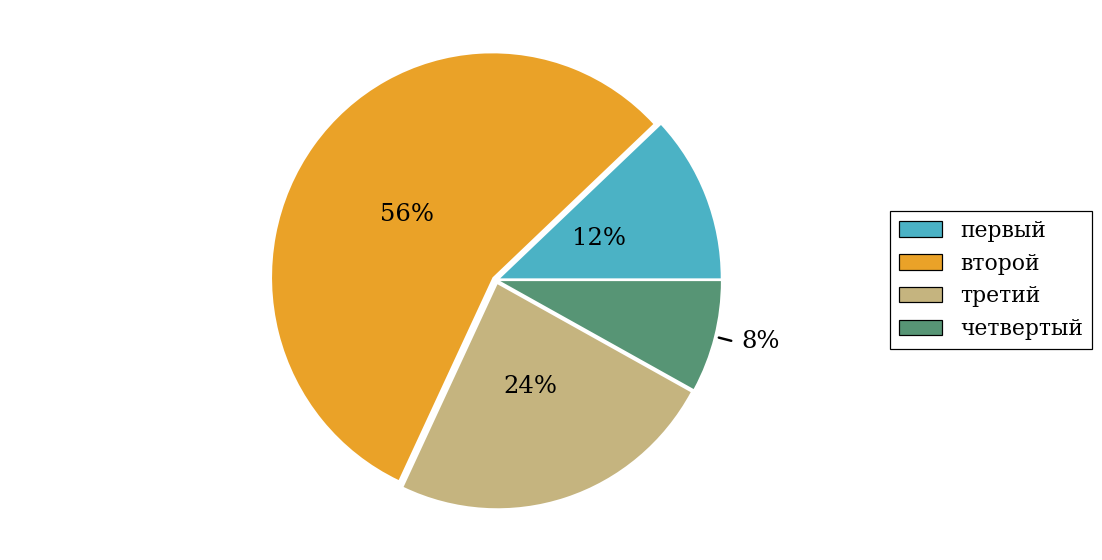 56%
12%
24%
8%
первый
второй
третий
четвертый